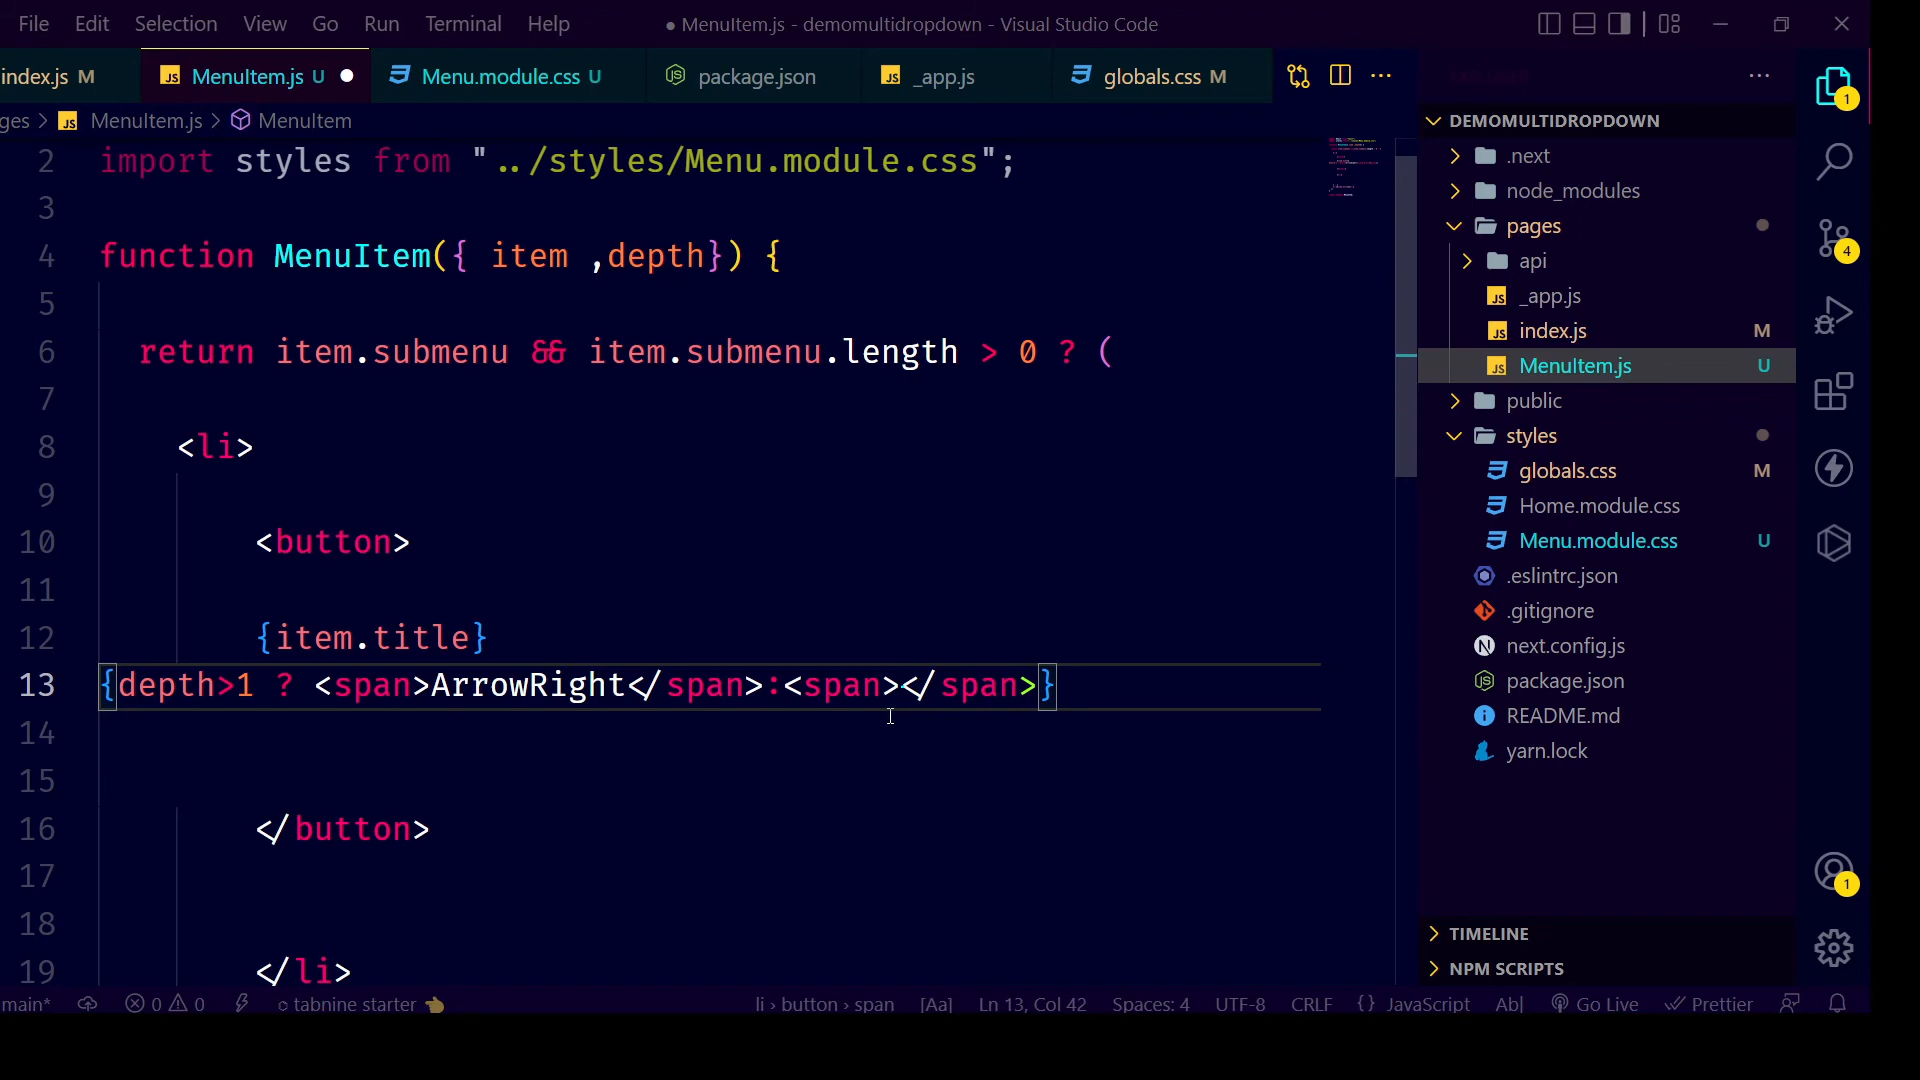 File Edit Selection View Go Run Terminal Help
● MenuItem.js - demomultidropdown - Visual Studio Code
index.js M
MenuItem.js U
Menu.module.css U
package.json
_app.js
globals.css M
ges > MenuItem.js > MenuItem
2 import styles from "../styles/Menu.module.css";
3
4 function MenuItem({ item ,depth}) {
5
6 return item.submenu && item.submenu.length > 0 ? (
7
8 <li>
9
10 <button>
11
12 {item.title}
13 {depth>1 ? <span>ArrowRight</span>:<span></span>}
14
15
16 </button>
17
18
19 </li>
DEMOMULTIDROPDOWN
.next
node_modules
pages
api
_app.js
index.js M
MenuItem.js U
public
styles
globals.css M
Home.module.css
Menu.module.css U
.eslintrc.json
.gitignore
next.config.js
package.json
README.md
yarn.lock
TIMELINE
NPM SCRIPTS
1
4
1
main* 0 0 tabnine starter li › button › span [Aa] Ln 13, Col 42 Spaces: 4 UTF-8 CRLF {} JavaScript Ab| Go Live Prettier